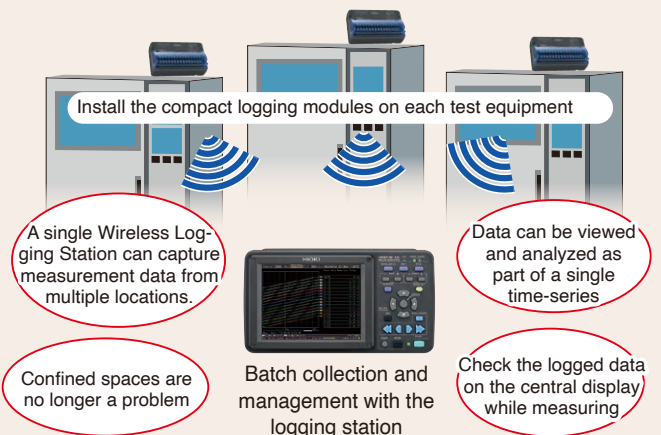 Install the compact logging modules on each test equipment
A single Wireless Log-
ging Station can capture
measurement data from
multiple locations.
Data can be viewed
and analyzed as
part of a single
time-series
HIOKI
Confined spaces are
no longer a problem
Batch collection and
management with the
logging station
Check the logged data
on the central display
while measuring